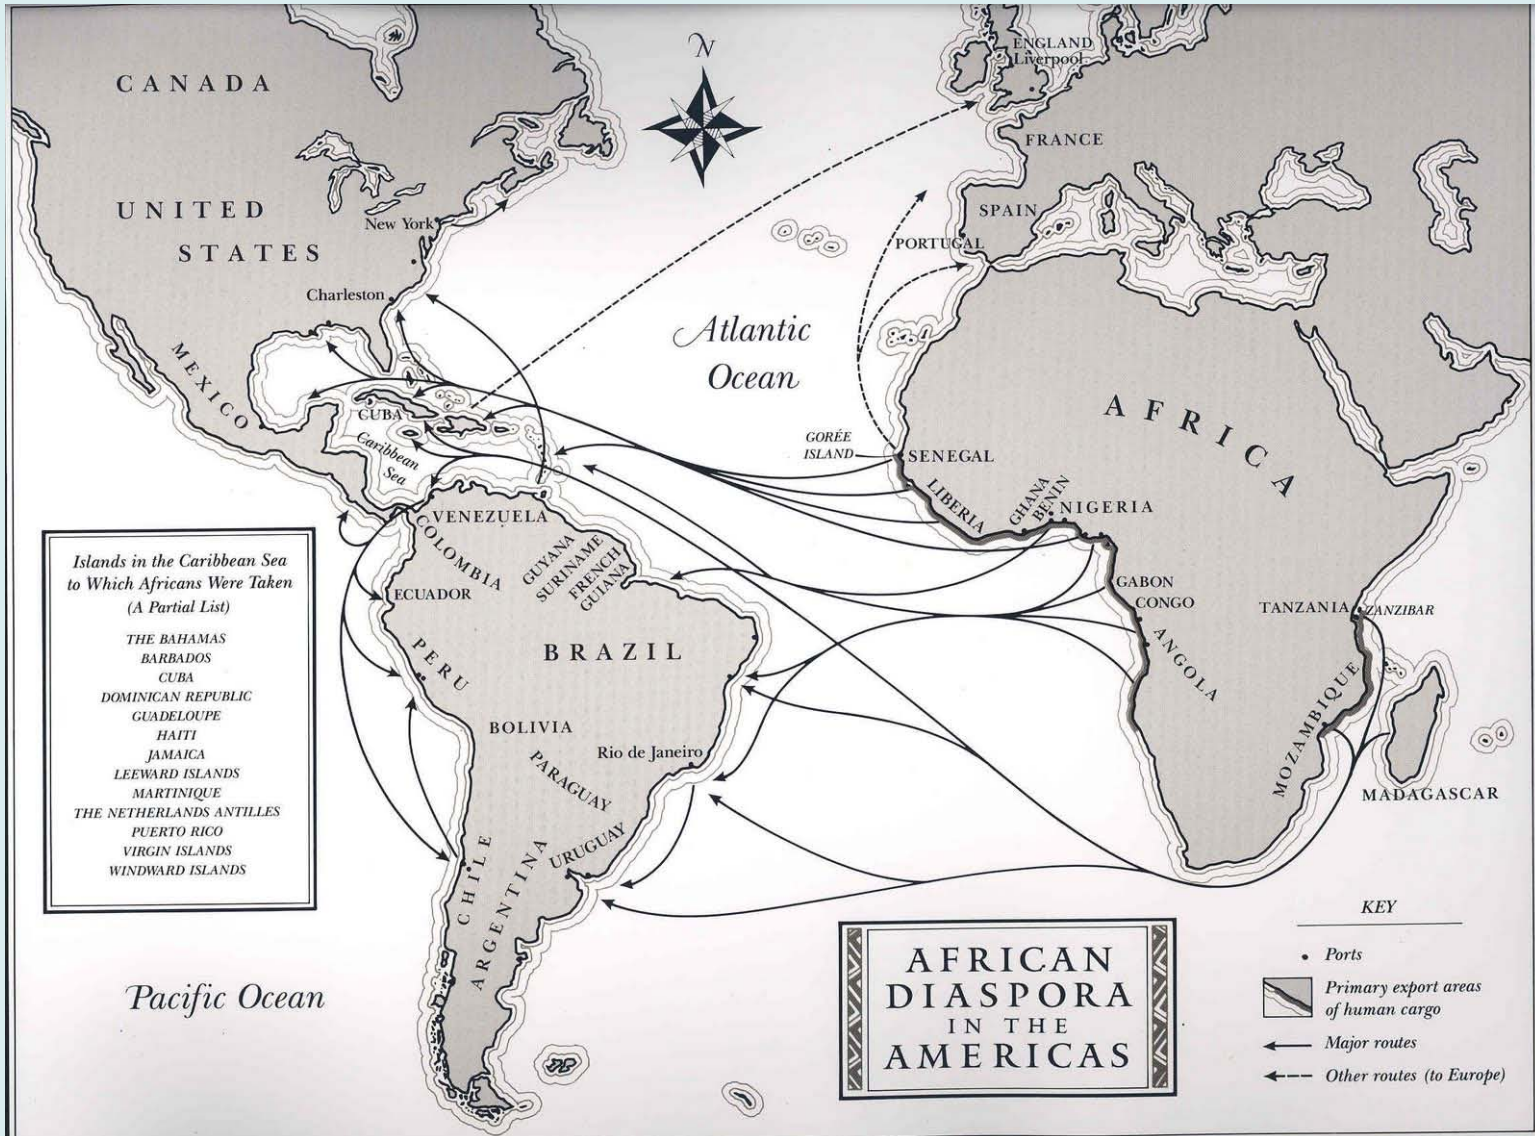 N
CANADA
UNITED
STATES
New York
Charleston
MEXICO
CUBA
Caribbean
Sea
Atlantic
Ocean
ENGLAND
Liverpool
FRANCE
SPAIN
PORTUGAL
AFRICA
GORÉE
ISLAND
SENEGAL
LIBERIA
GHANA
BENIN
NIGERIA
GABON
CONGO
ANGOLA
TANZANIA
ZANZIBAR
MOZAMBIQUE
MADAGASCAR
VENEZUELA
COLOMBIA
GUYANA
SURINAME
FRENCH
GUIANA
ECUADOR
PERU
BRAZIL
BOLIVIA
Rio de Janeiro
PARAGUAY
URUGUAY
CHILE
ARGENTINA
Pacific Ocean
Islands in the Caribbean Sea
to Which Africans Were Taken
(A Partial List)
THE BAHAMAS
BARBADOS
CUBA
DOMINICAN REPUBLIC
GUADELOUPE
HAITI
JAMAICA
LEEWARD ISLANDS
MARTINIQUE
THE NETHERLANDS ANTILLES
PUERTO RICO
VIRGIN ISLANDS
WINDWARD ISLANDS
AFRICAN
DIASPORA
IN THE
AMERICAS
KEY
Ports
Primary export areas
of human cargo
Major routes
Other routes (to Europe)